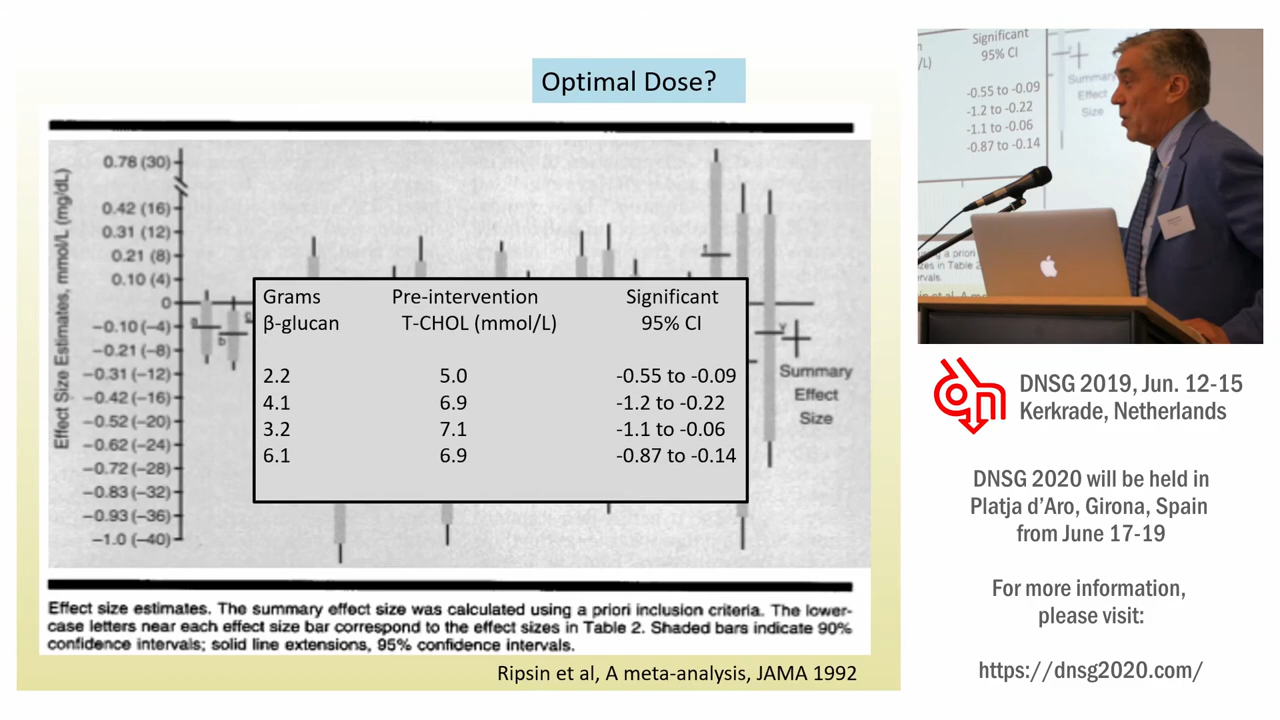 Optimal Dose?
Effect Size Estimates, mmol/L (mg/dL)
0.78 (30)
0.42 (16)
0.31 (12)
0.21 (8)
0.10 (4)
0
−0.10 (−4)
−0.21 (−8)
−0.31 (−12)
−0.42 (−16)
−0.52 (−20)
−0.62 (−24)
−0.72 (−28)
−0.83 (−32)
−0.93 (−36)
−1.0 (−40)
a
b
Grams Pre-intervention Significant
β-glucan T-CHOL (mmol/L) 95% CI
2.2 5.0 -0.55 to -0.09
4.1 6.9 -1.2 to -0.22
3.2 7.1 -1.1 to -0.06
6.1 6.9 -0.87 to -0.14
Summary
Effect
Size
Effect size estimates. The summary effect size was calculated using a priori inclusion criteria. The lower-
case letters near each effect size bar correspond to the effect sizes in Table 2. Shaded bars indicate 90%
confidence intervals; solid line extensions, 95% confidence intervals.
Ripsin et al, A meta-analysis, JAMA 1992
Significant
95% CI
-0.55 to -0.09
-1.2 to -0.22
-1.1 to -0.06
-0.87 to -0.14
Summary
Effect
Size
DNSG 2019, Jun. 12-15
Kerkrade, Netherlands
DNSG 2020 will be held in
Platja d’Aro, Girona, Spain
from June 17-19
For more information,
please visit:
https://dnsg2020.com/